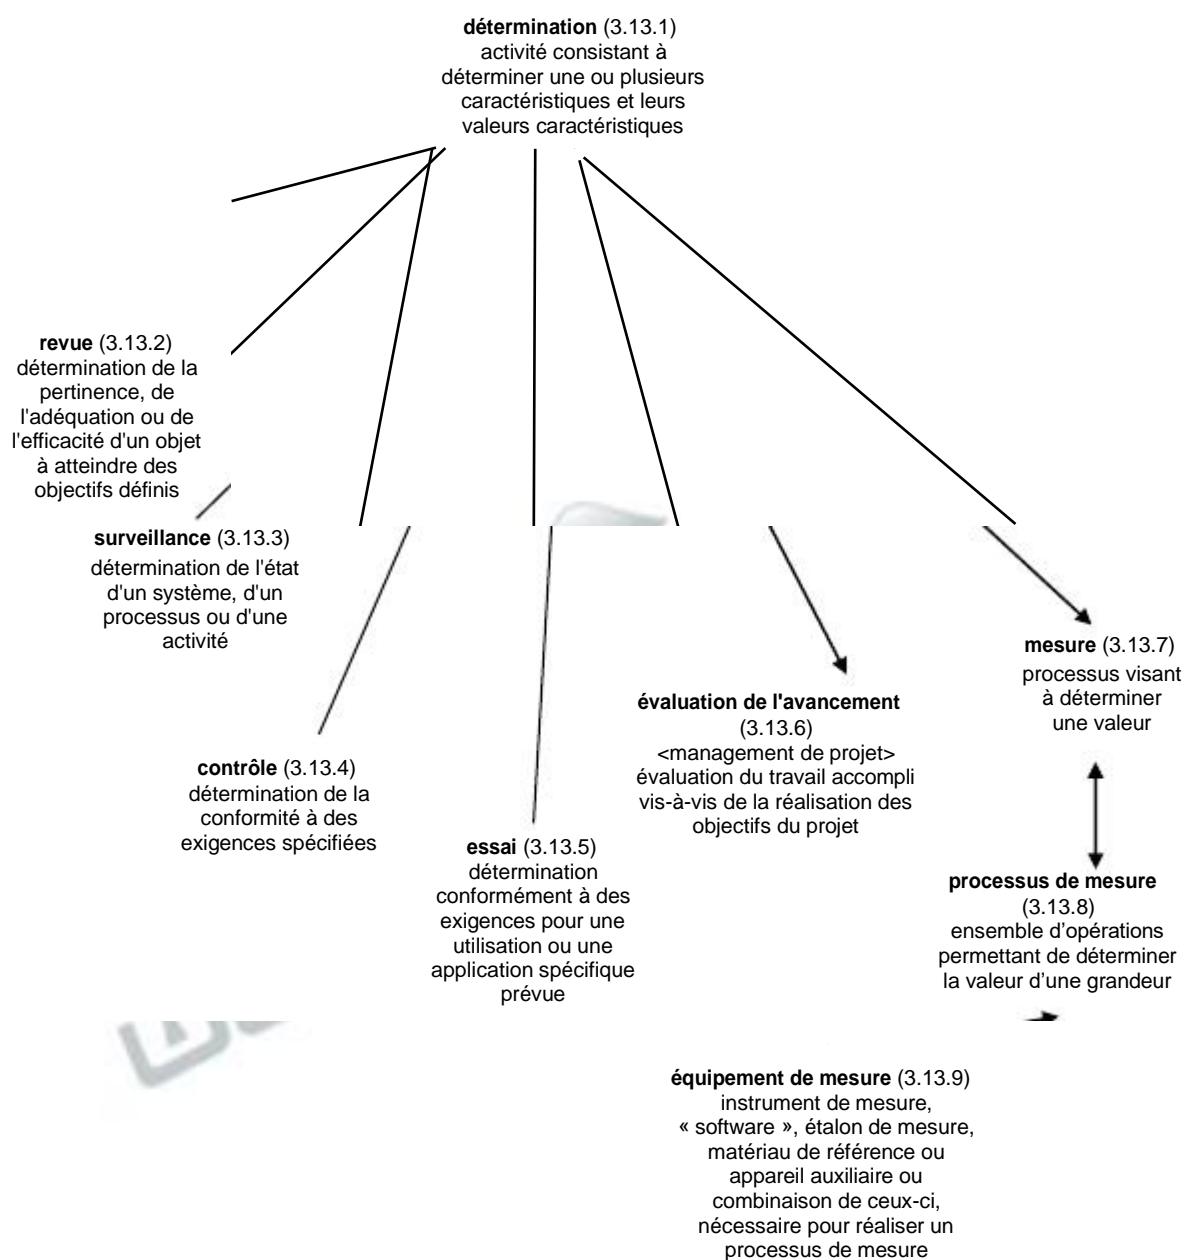 détermination (3.13.1)
activité consistant à
déterminer une ou plusieurs
caractéristiques et leurs
valeurs caractéristiques
revue (3.13.2)
détermination de la
pertinence, de
l'adéquation ou de
l'efficacité d'un objet
à atteindre des
objectifs définis
surveillance (3.13.3)
détermination de l'état
d'un système, d'un
processus ou d'une
activité
contrôle (3.13.4)
détermination de la
conformité à des
exigences spécifiées
essai (3.13.5)
détermination
conformément à des
exigences pour une
utilisation ou une
application spécifique
prévue
évaluation de l'avancement
(3.13.6)
<management de projet>
évaluation du travail accompli
vis-à-vis de la réalisation des
objectifs du projet
mesure (3.13.7)
processus visant
à déterminer
une valeur
processus de mesure
(3.13.8)
ensemble d’opérations
permettant de déterminer
la valeur d’une grandeur
équipement de mesure (3.13.9)
instrument de mesure,
« software », étalon de mesure,
matériau de référence ou
appareil auxiliaire ou
combinaison de ceux-ci,
nécessaire pour réaliser un
processus de mesure